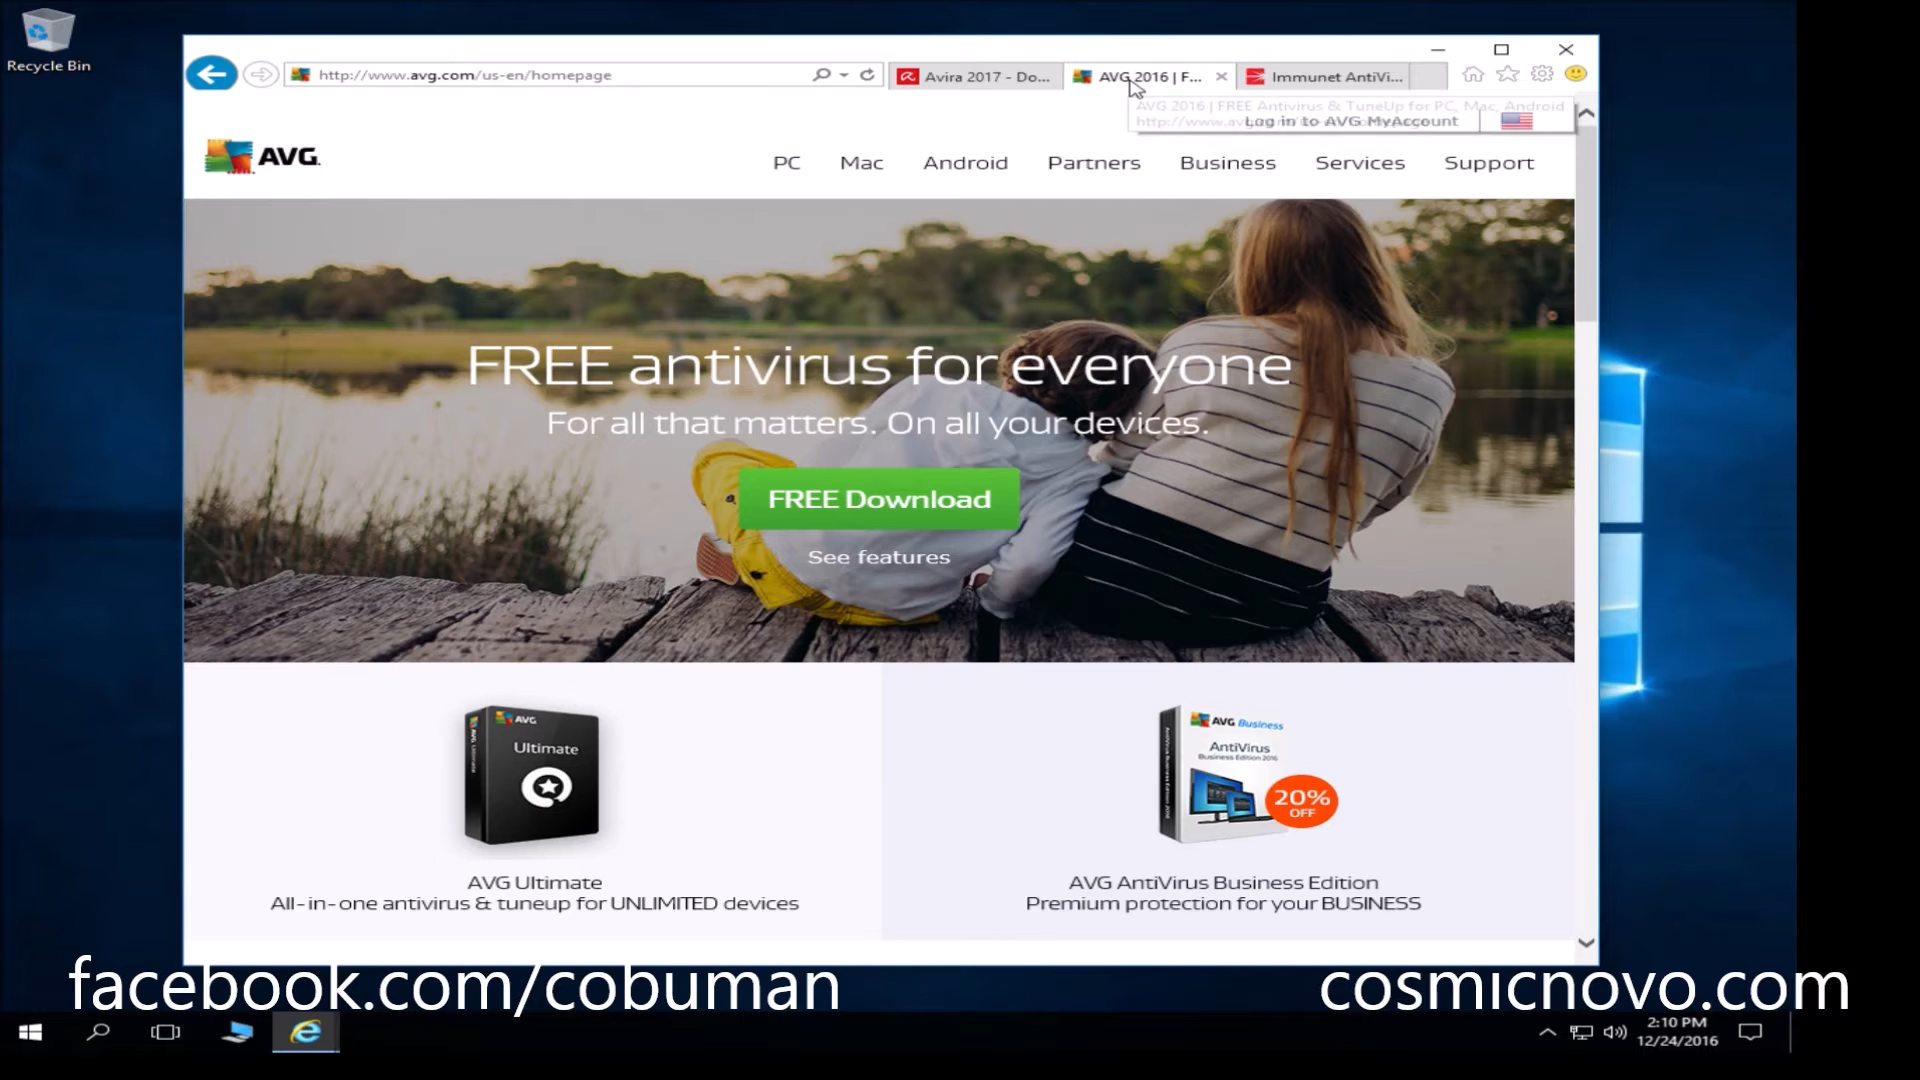 Recycle Bin
http://www.avg.com/us-en/homepage
Avira 2017 - Do...
AVG 2016 | F...
Immunet AntiVi...
AVG 2016 | FREE Antivirus & TuneUp for PC, Mac, Android
Log in to AVG MyAccount
AVG.
PC
Mac
Android
Partners
Business
Services
Support
FREE antivirus for everyone
For all that matters. On all your devices.
FREE Download
See features
AVG
Ultimate
AVG Business
AntiVirus
Business Edition 2016
20%
OFF
AVG Ultimate
All-in-one antivirus & tuneup for UNLIMITED devices
AVG AntiVirus Business Edition
Premium protection for your BUSINESS
facebook.com/cobuman
cosmicnovo.com
2:10 PM
12/24/2016